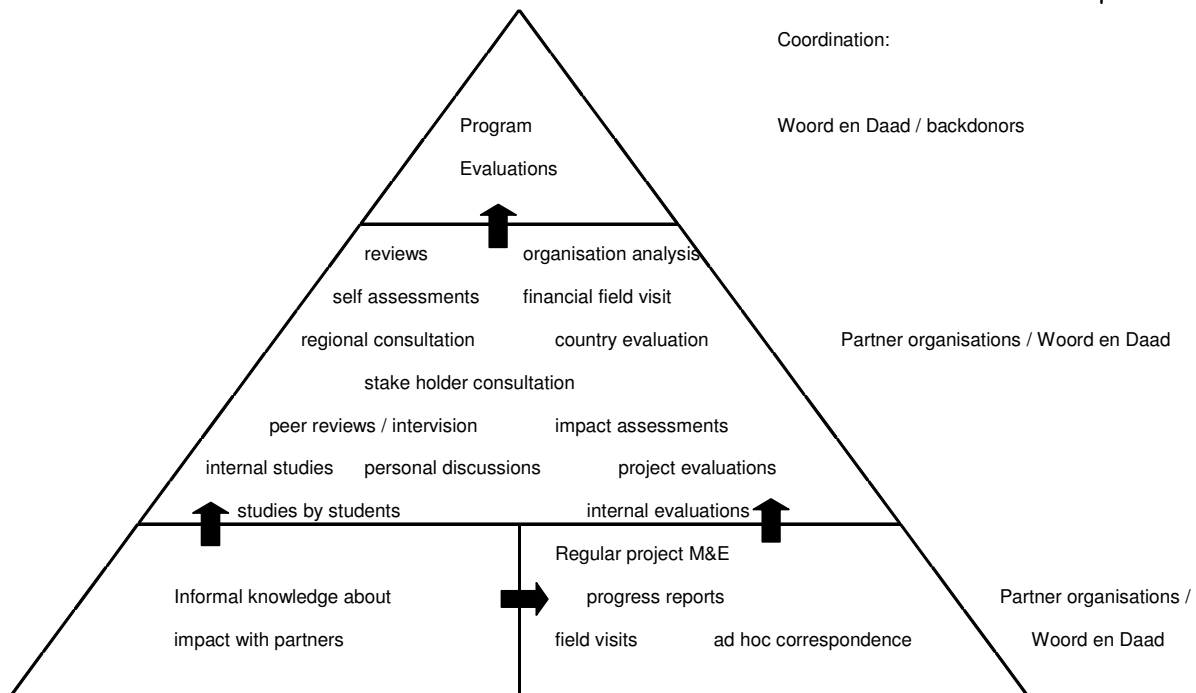 Coordination:
Program
Woord en Daad / backdonors
Evaluations
reviews
organisation analysis
self assessments
financial field visit
regional consultation
country evaluation
Partner organisations / Woord en Daad
stake holder consultation
peer reviews / intervision
impact assessments
internal studies
personal discussions
project evaluations
studies by students
internal evaluations
Regular project M&E
Informal knowledge about
progress reports
Partner organisations /
impact with partners
field visits
ad hoc correspondence
Woord en Daad